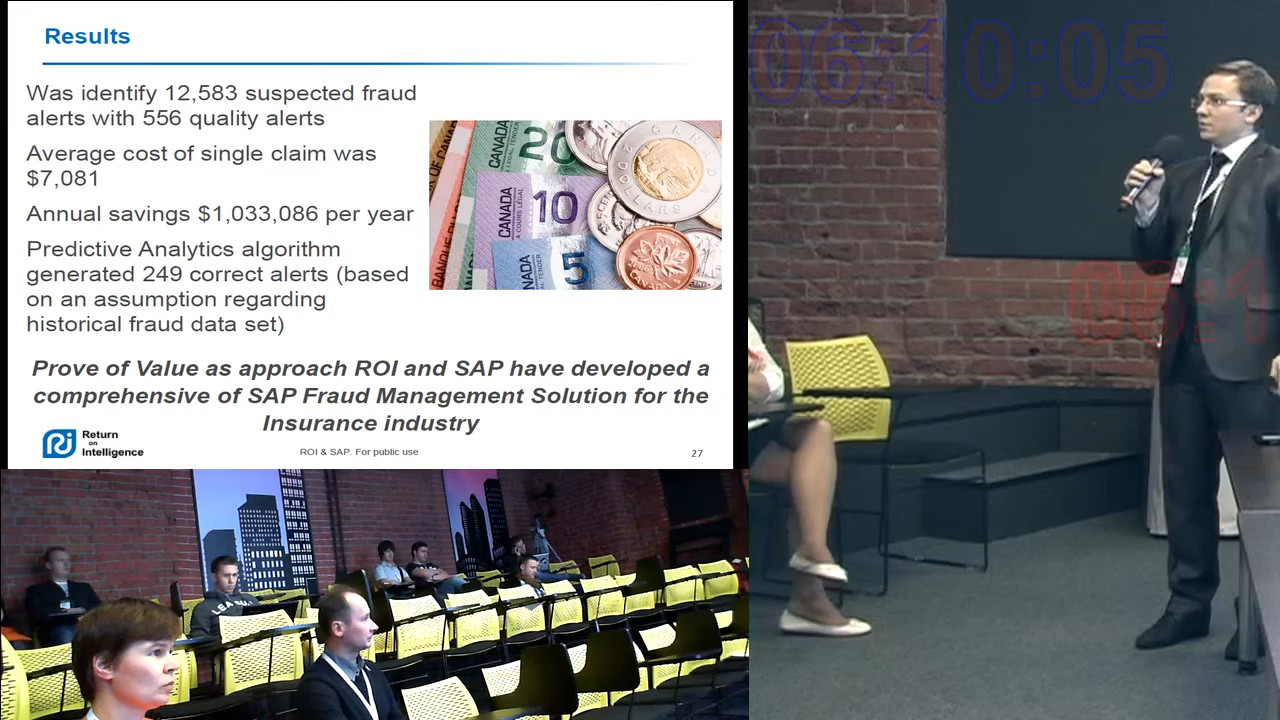 Results
Was identify 12,583 suspected fraud
alerts with 556 quality alerts
Average cost of single claim was
$7,081
Annual savings $1,033,086 per year
Predictive Analytics algorithm
generated 249 correct alerts (based
on an assumption regarding
historical fraud data set)
CANADA
20
CANADA
10
5
DOLLARS
Prove of Value as approach ROI and SAP have developed a
comprehensive of SAP Fraud Management Solution for the
Insurance industry
Return
on
Intelligence
ROI & SAP. For public use
27
06:10:05